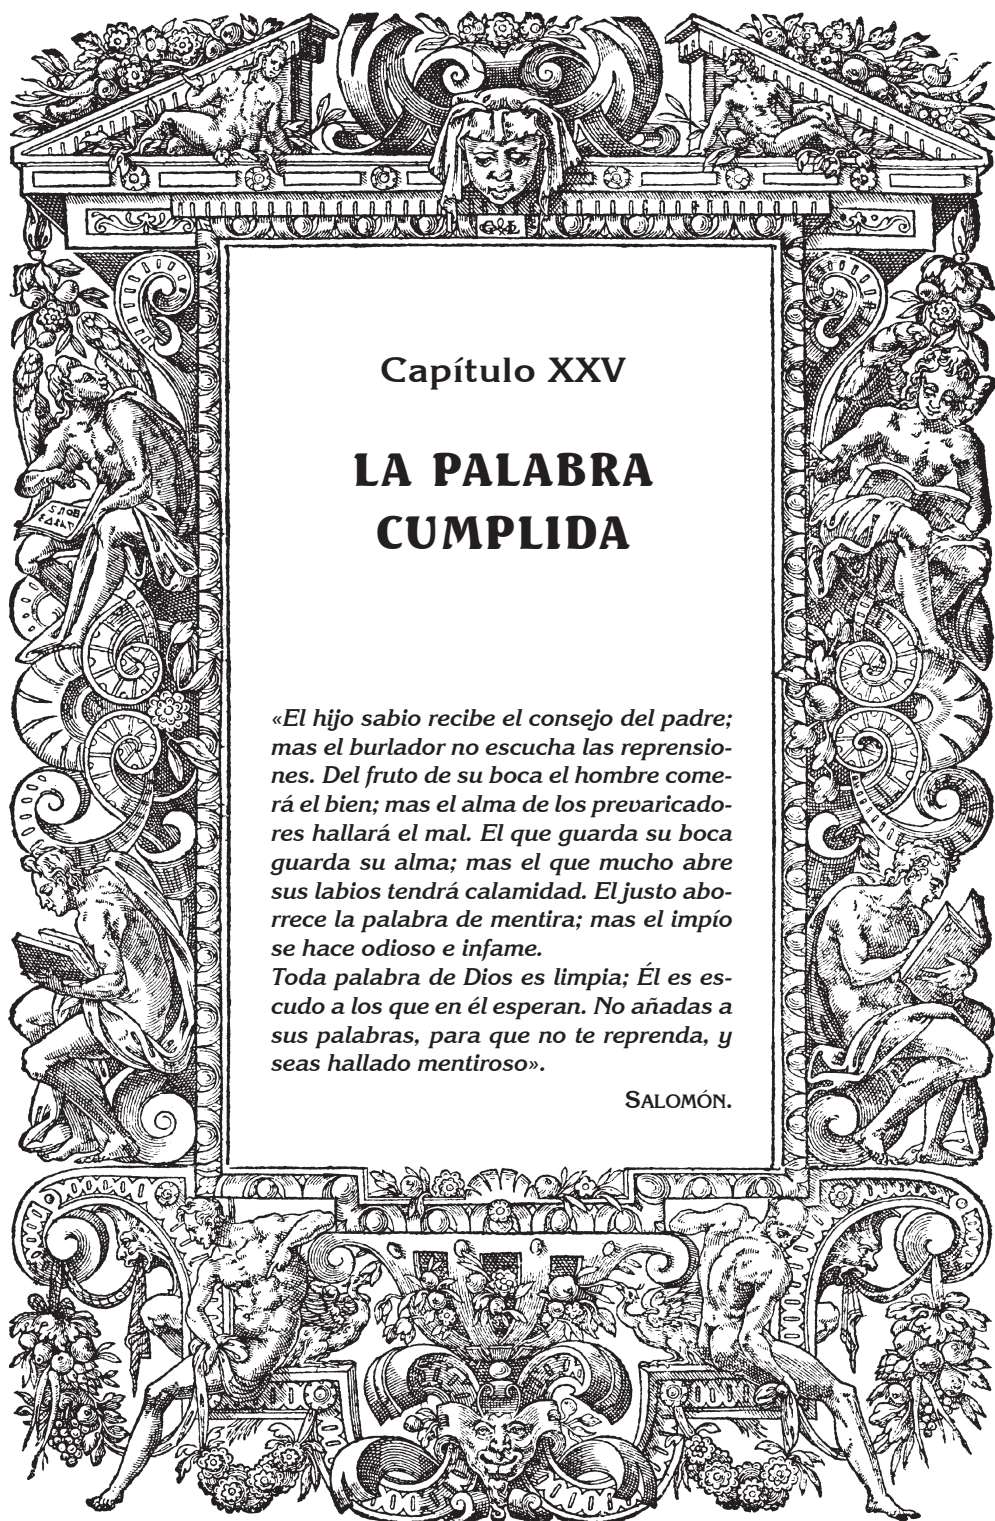 Capítulo XXV
LA PALABRA
CUMPLIDA
«El hijo sabio recibe el consejo del padre;
mas el burlador no escucha las reprensio-
nes. Del fruto de su boca el hombre come-
rá el bien; mas el alma de los prevaricado-
res hallará el mal. El que guarda su boca
guarda su alma; mas el que mucho abre
sus labios tendrá calamidad. El justo abo-
rrece la palabra de mentira; mas el impío
se hace odioso e infame.
Toda palabra de Dios es limpia; Él es es-
cudo a los que en él esperan. No añadas a
sus palabras, para que no te reprenda, y
seas hallado mentiroso».
SALOMÓN.